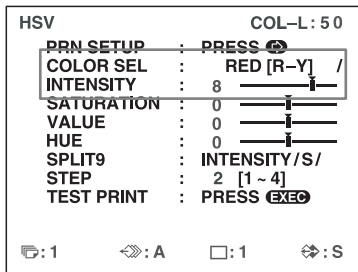 HSV COL–L:50
PRN SETUP : PRESS
COLOR SEL : RED [R–Y] /
INTENSITY : 8
SATURATION : 0
VALUE : 0
HUE : 0
SPLIT9 : INTENSITY/S/
STEP : 2 [1~4]
TEST PRINT : PRESS EXEC
:1 :A :1 :S